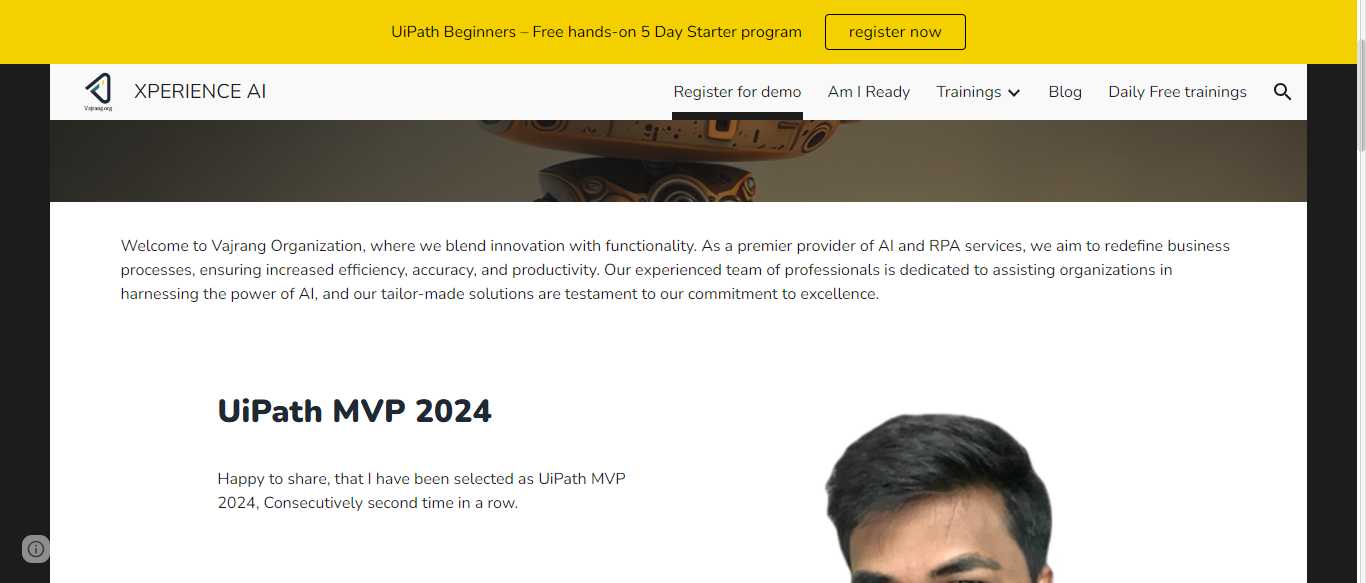 UiPath Beginners – Free hands-on 5 Day Starter program
register now
Vajrang.org
XPERIENCE AI
Register for demo
Am I Ready
Trainings
Blog
Daily Free trainings
Welcome to Vajrang Organization, where we blend innovation with functionality. As a premier provider of AI and RPA services, we aim to redefine business
processes, ensuring increased efficiency, accuracy, and productivity. Our experienced team of professionals is dedicated to assisting organizations in
harnessing the power of AI, and our tailor-made solutions are testament to our commitment to excellence.
UiPath MVP 2024
Happy to share, that I have been selected as UiPath MVP
2024, Consecutively second time in a row.